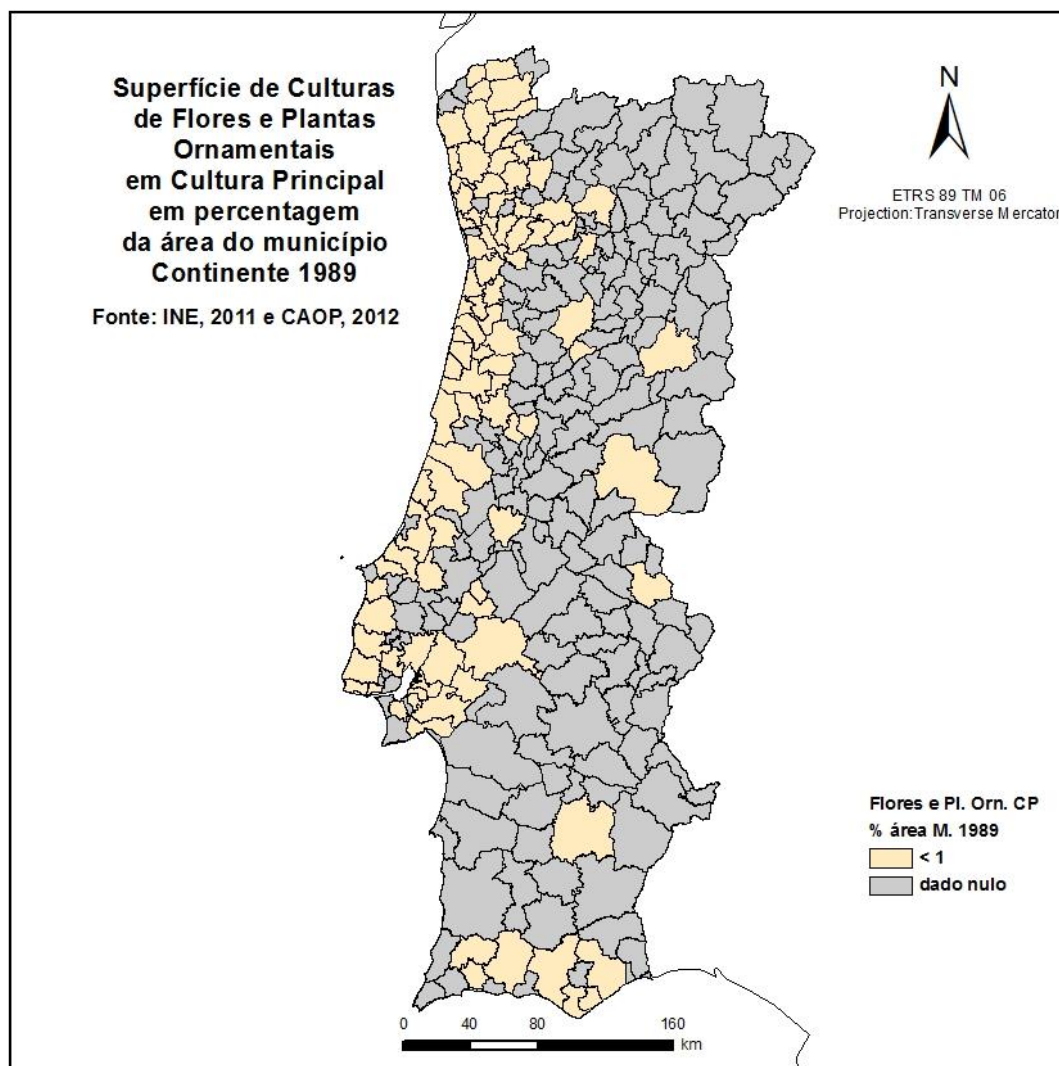 Superfície de Culturas
de Flores e Plantas
Ornamentais
em Cultura Principal
em percentagem
da área do município
Continente 1989
Fonte: INE, 2011 e CAOP, 2012
N
ETRS 89 TM 06
Projection:Transverse Mercator
Flores e Pl. Orn. CP
% área M. 1989
< 1
dado nulo
0 40 80 160
km